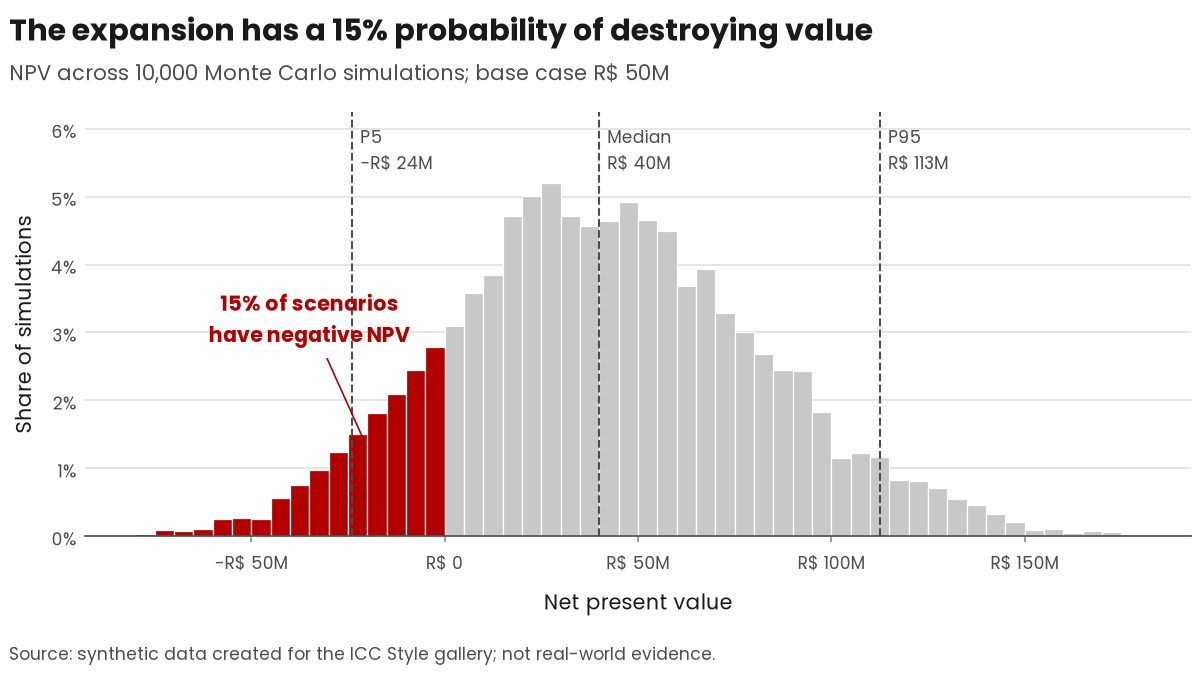 The expansion has a 15% probability of destroying value
NPV across 10,000 Monte Carlo simulations; base case R$ 50M
6%
5%
4%
3%
2%
1%
0%
Share of simulations
P5
−R$ 24M
Median
R$ 40M
P95
R$ 113M
15% of scenarios
have negative NPV
−R$ 50M
R$ 0
R$ 50M
R$ 100M
R$ 150M
Net present value
Source: synthetic data created for the ICC Style gallery; not real-world evidence.